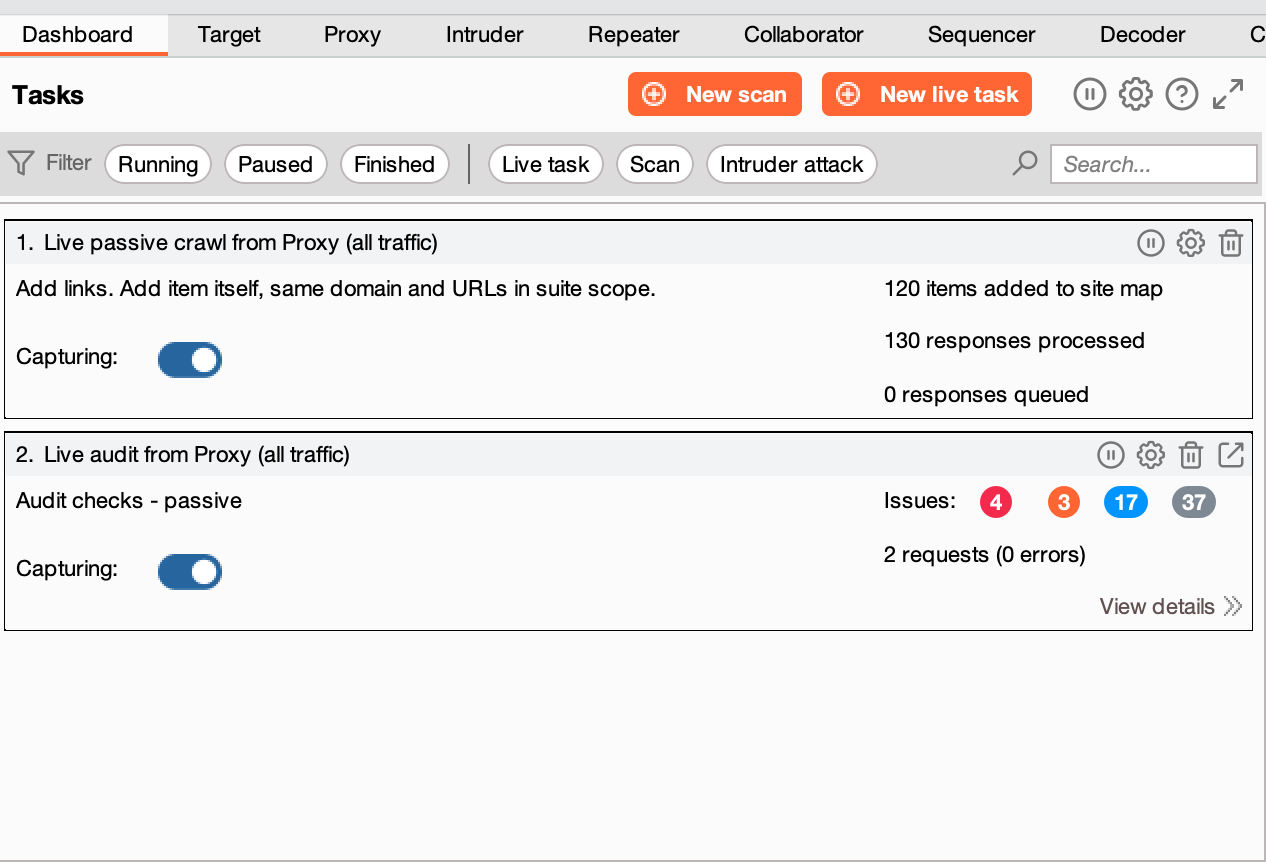 Dashboard Target Proxy Intruder Repeater Collaborator Sequencer Decoder C
Tasks New scan New live task
Filter Running Paused Finished Live task Scan Intruder attack Search...
1. Live passive crawl from Proxy (all traffic)
Add links. Add item itself, same domain and URLs in suite scope. 120 items added to site map
130 responses processed
Capturing:
0 responses queued
2. Live audit from Proxy (all traffic)
Audit checks - passive Issues: 4 3 17 37
2 requests (0 errors)
Capturing:
View details